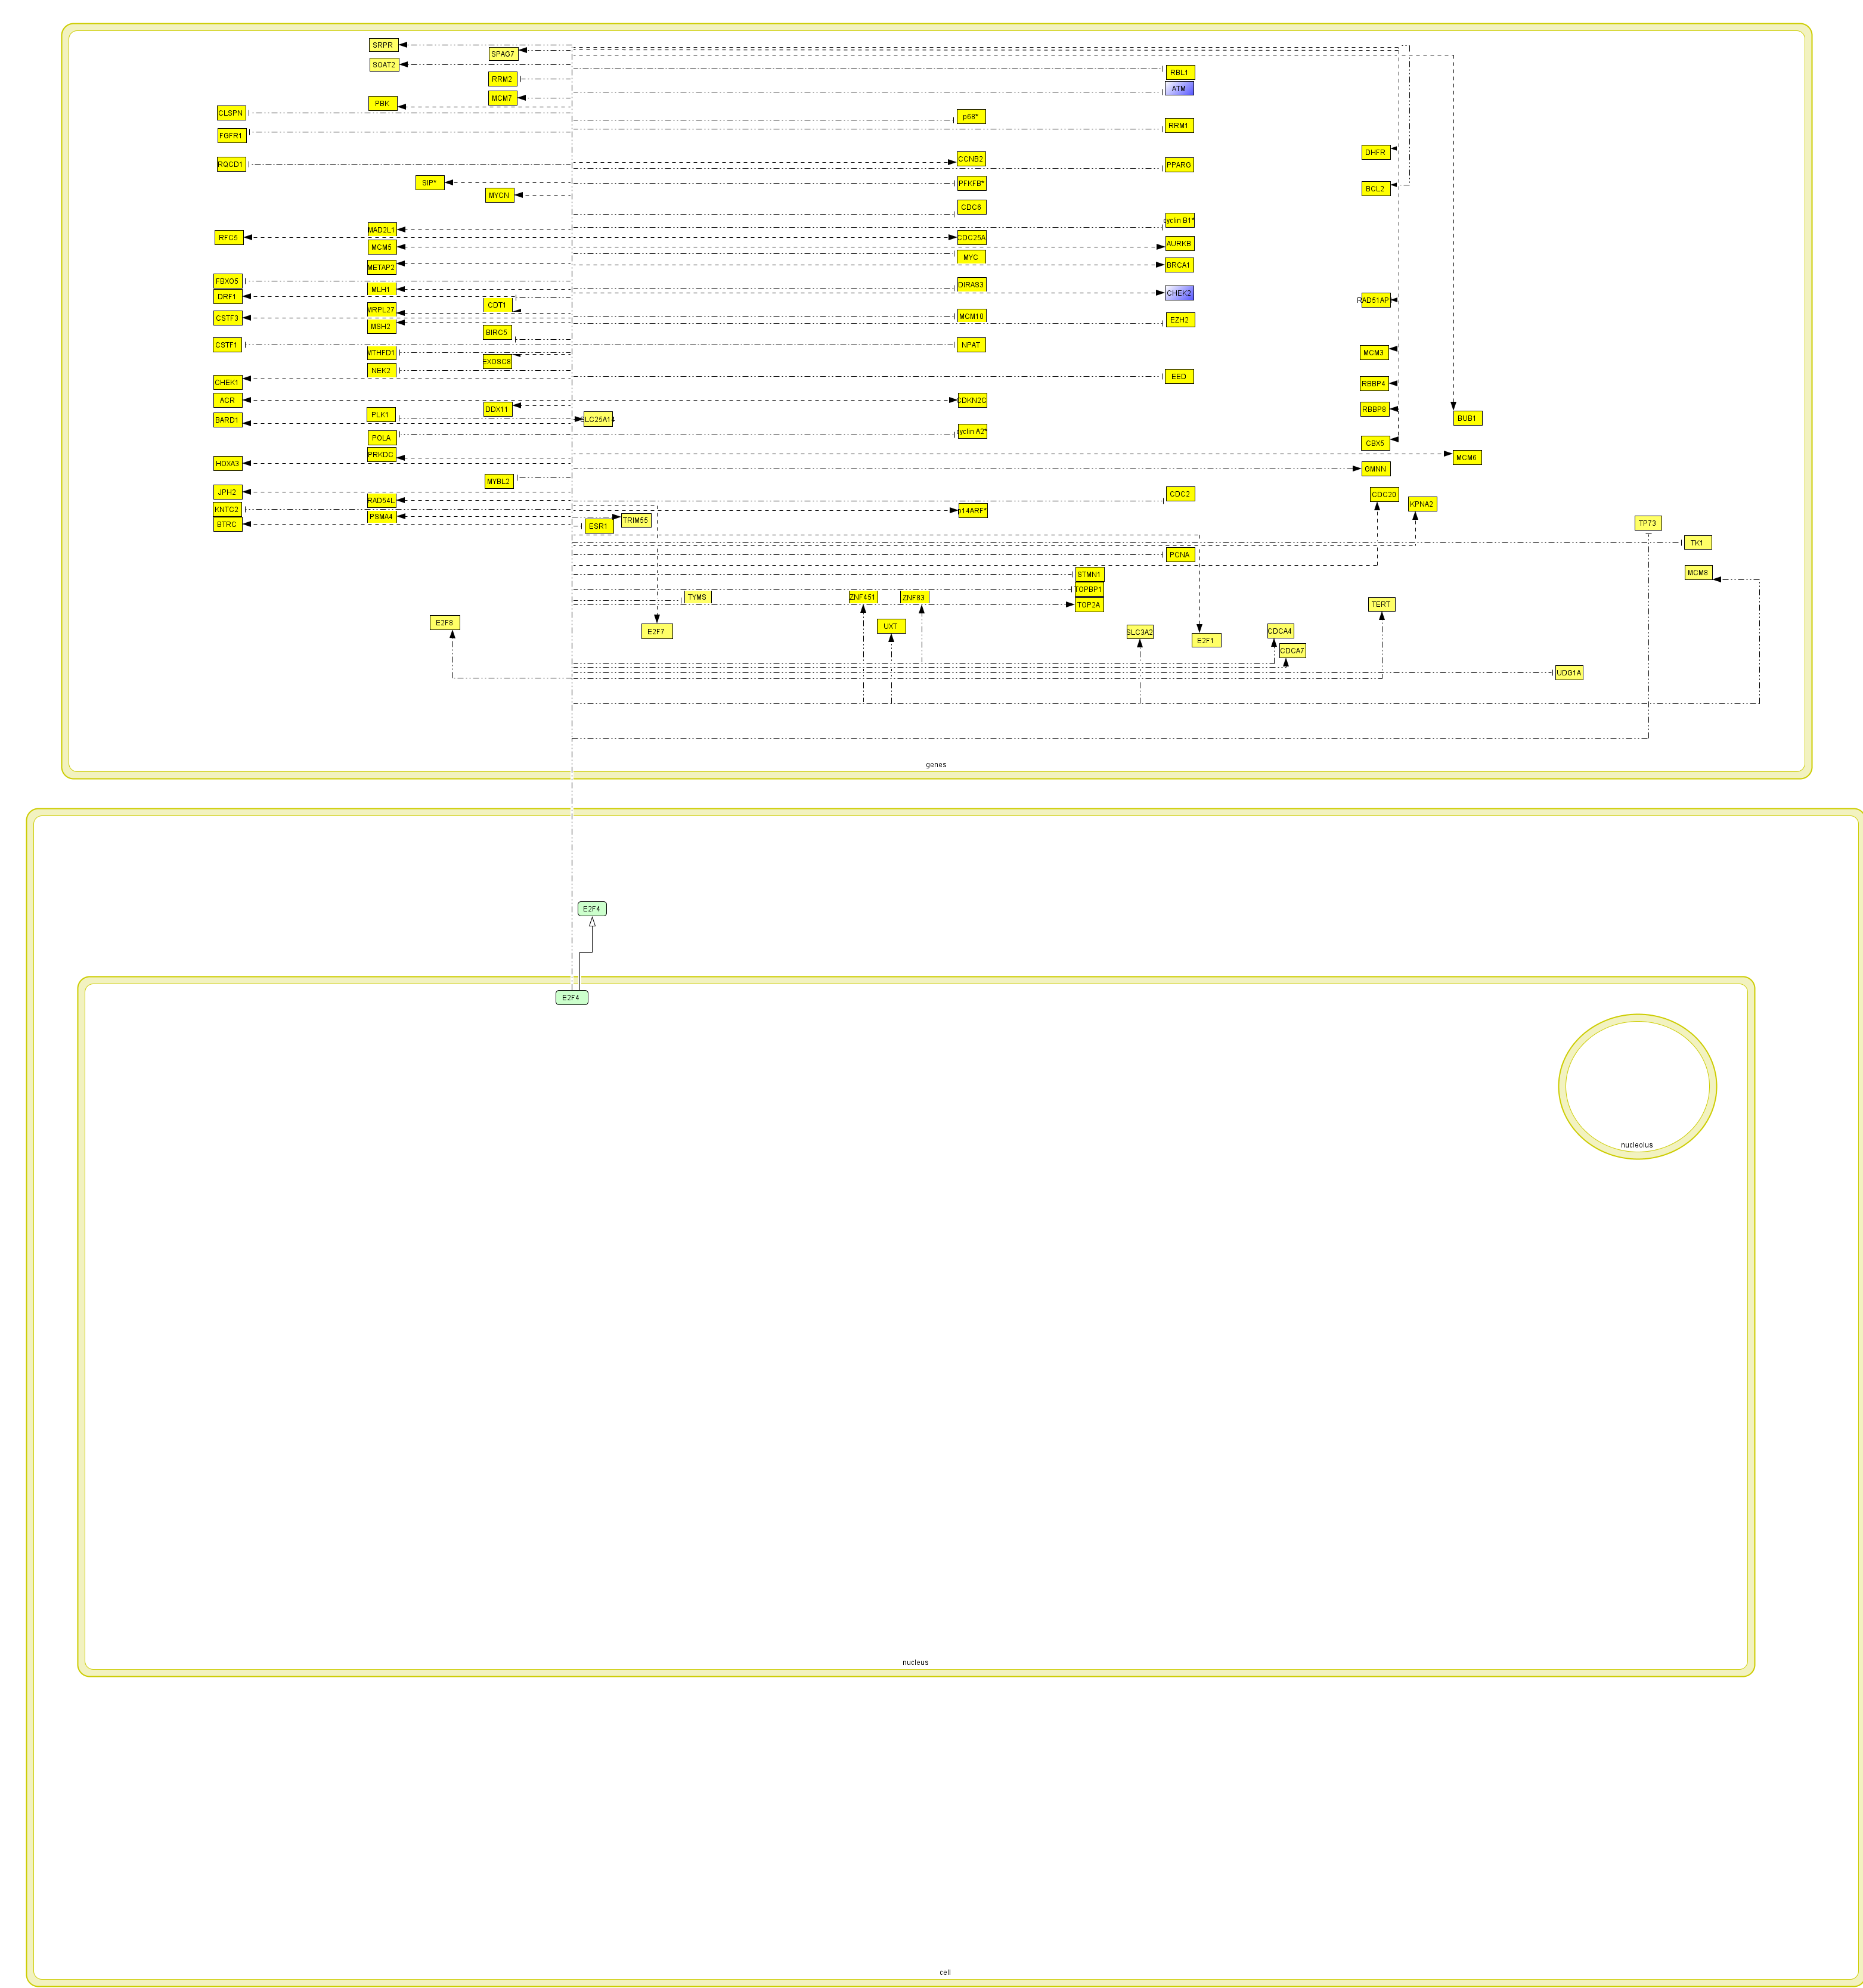 SRPR
SPAG7
SOAT2
RBL1
RRM2
ATM
MCM7
PBK
CLSPN
p68*
RRM1
FGFR1
DHFR
CCNB2
RQCD1
PPARG
SIP*
PFKFB*
BCL2
MYCN
CDC6
cyclin B1*
MAD2L1
RFC5
CDC25A
AURKB
MCM5
MYC
BRCA1
METAP2
FBXO5
DIRAS3
MLH1
CHEK2
DRF1
RAD51AP
CDT1
MRPL27
CSTF3
MCM10
EZH2
MSH2
BIRC5
CSTF1
NPAT
MTHFD1
MCM3
EXOSC8
NEK2
EED
CHEK1
RBBP4
ACR
CDKN2C
DDX11
RBBP8
PLK1
BARD1
SLC25A14
BUB1
cyclin A2*
POLA
CBX5
PRKDC
MCM6
HOXA3
GMNN
MYBL2
JPH2
CDC2
CDC20
RAD54L
KPNA2
KNTC2
p14ARF*
PSMA4
TRIM55
BTRC
ESR1
TP73
TK1
PCNA
STMN1
MCM8
TOPBP1
TYMS
ZNF451
ZNF83
TOP2A
TERT
E2F8
UXT
E2F7
SLC3A2
CDCA4
E2F1
CDCA7
UDG1A
genes
E2F4
E2F4
nucleolus
nucleus
cell